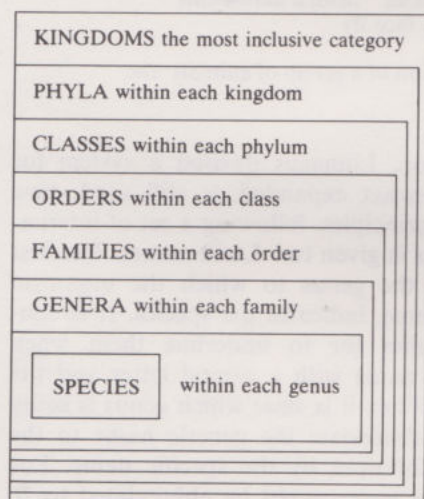 KINGDOMS the most inclusive category
PHYLA within each kingdom
CLASSES within each phylum
ORDERS within each class
FAMILIES within each order
GENERA within each family
SPECIES within each genus